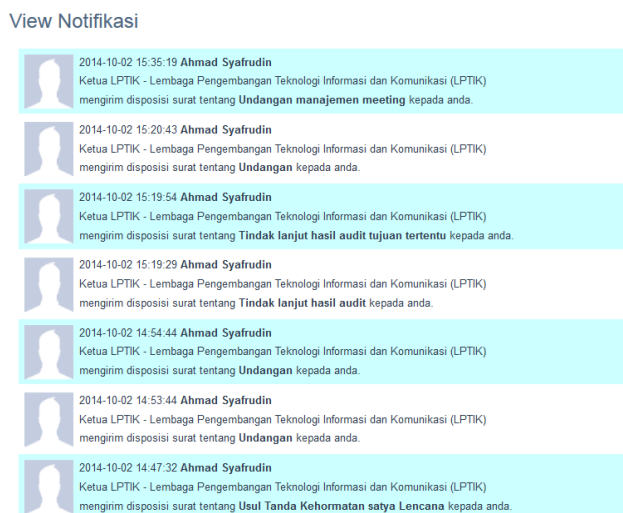 View Notifikasi
2014-10-02 15:35:19 Ahmad Syafrudin
Ketua LPTIK - Lembaga Pengembangan Teknologi Informasi dan Komunikasi (LPTIK)
mengirim disposisi surat tentang Undangan manajemen meeting kepada anda.
2014-10-02 15:20:43 Ahmad Syafrudin
Ketua LPTIK - Lembaga Pengembangan Teknologi Informasi dan Komunikasi (LPTIK)
mengirim disposisi surat tentang Undangan kepada anda.
2014-10-02 15:19:54 Ahmad Syafrudin
Ketua LPTIK - Lembaga Pengembangan Teknologi Informasi dan Komunikasi (LPTIK)
mengirim disposisi surat tentang Tindak lanjut hasil audit tujuan tertentu kepada anda.
2014-10-02 15:19:29 Ahmad Syafrudin
Ketua LPTIK - Lembaga Pengembangan Teknologi Informasi dan Komunikasi (LPTIK)
mengirim disposisi surat tentang Tindak lanjut hasil audit kepada anda.
2014-10-02 14:54:44 Ahmad Syafrudin
Ketua LPTIK - Lembaga Pengembangan Teknologi Informasi dan Komunikasi (LPTIK)
mengirim disposisi surat tentang Undangan kepada anda.
2014-10-02 14:53:44 Ahmad Syafrudin
Ketua LPTIK - Lembaga Pengembangan Teknologi Informasi dan Komunikasi (LPTIK)
mengirim disposisi surat tentang Undangan kepada anda.
2014-10-02 14:47:32 Ahmad Syafrudin
Ketua LPTIK - Lembaga Pengembangan Teknologi Informasi dan Komunikasi (LPTIK)
mengirim disposisi surat tentang Usul Tanda Kehormatan satya Lencana kepada anda.